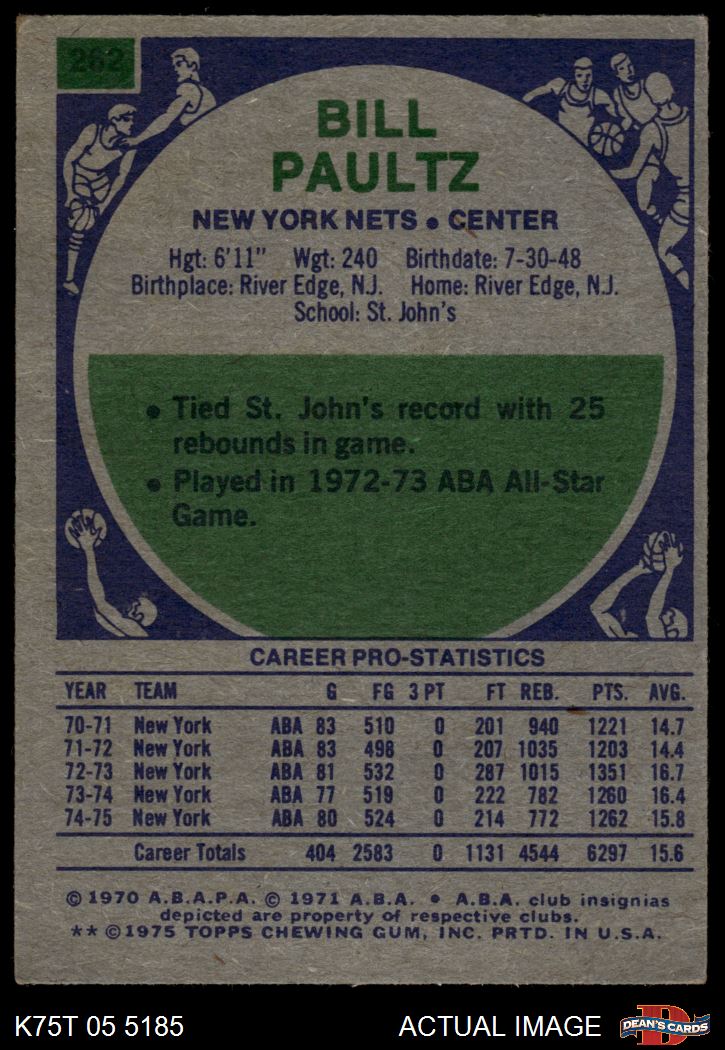 262
BILL
PAULTZ
NEW YORK NETS • CENTER
Hgt: 6'11" Wgt: 240 Birthdate: 7-30-48
Birthplace: River Edge, N.J. Home: River Edge, N.J.
School: St. John's
• Tied St. John's record with 25
rebounds in game.
• Played in 1972-73 ABA All-Star
Game.
CAREER PRO-STATISTICS
YEAR TEAM G FG 3 PT FT REB. PTS. AVG.
70-71 New York ABA 83 510 0 201 940 1221 14.7
71-72 New York ABA 83 498 0 207 1035 1203 14.4
72-73 New York ABA 81 532 0 287 1015 1351 16.7
73-74 New York ABA 77 519 0 222 782 1260 16.4
74-75 New York ABA 80 524 0 214 772 1262 15.8
Career Totals 404 2583 0 1131 4544 6297 15.6
© 1970 A.B.A.P.A. © 1971 A.B.A. • A.B.A. club insignias
depicted are property of respective clubs.
** © 1975 TOPPS CHEWING GUM, INC. PRTD. IN U.S.A.
K75T 05 5185 ACTUAL IMAGE D DEAN'S CARDS